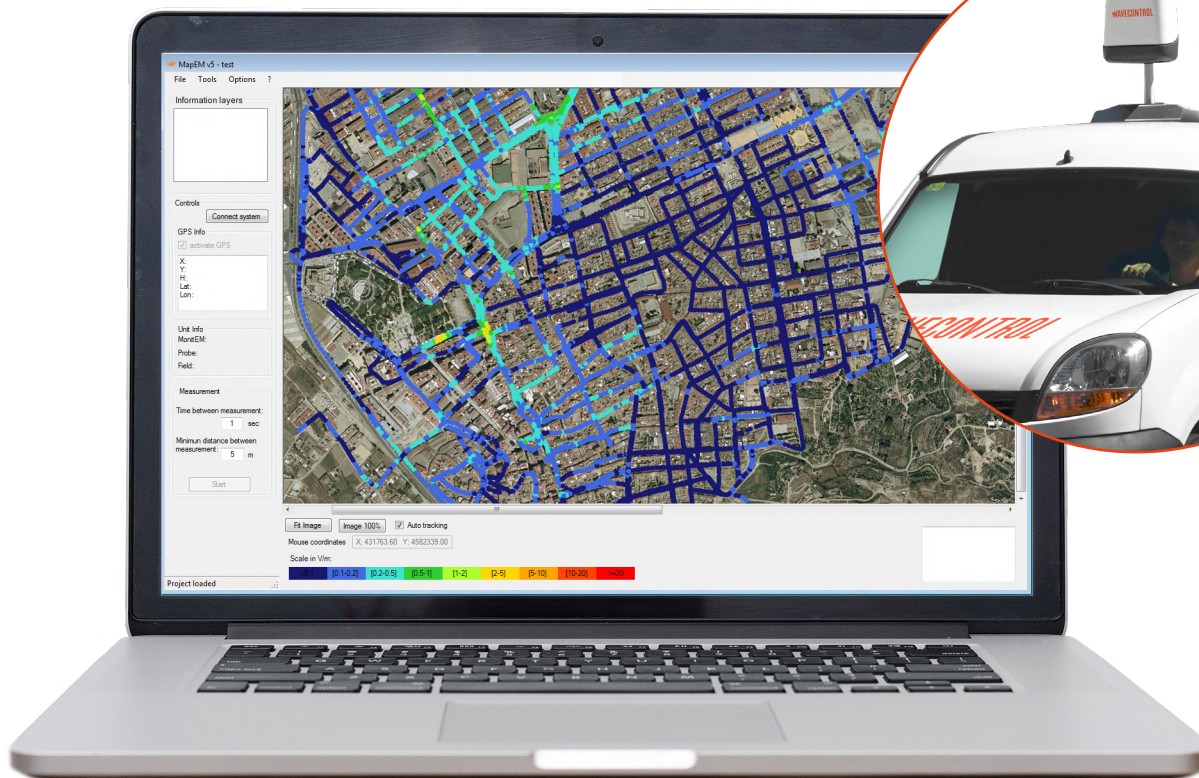 WAVECONTROL
MapEM v5 - test
File Tools Options ?
Information layers
Controls
Connect system
GPS Info
activate GPS
X:
Y:
H:
Lat:
Lon:
Unit Info
MonitEM:
Probe:
Field:
Measurement
Time between measurement:
1 sec
Minimun distance between
measurement: 5 m
Start
WAVECONTROL
Fit Image Image 100% Auto tracking
Mouse coordinates X: 431763.60 Y: 4582339.00
Scale in V/m:
[0.1-0.2] [0.2-0.5] [0.5-1] [1-2] [2-5] [5-10] [10-20] >=20
Project loaded